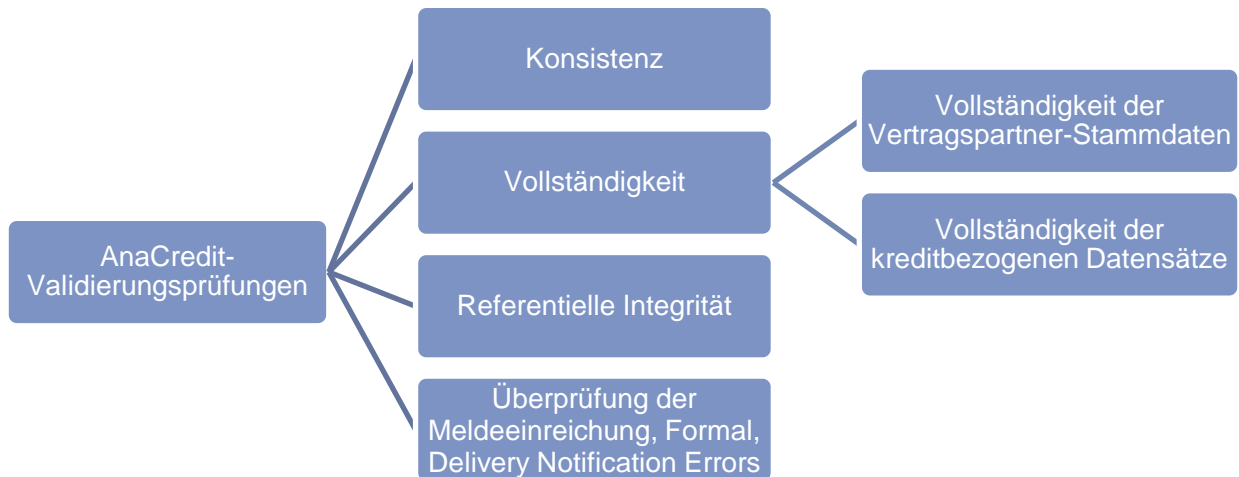 AnaCredit-
Validierungsprüfungen
Konsistenz
Vollständigkeit
Referentielle Integrität
Überprüfung der
Meldeeinreichung, Formal,
Delivery Notification Errors
Vollständigkeit der
Vertragspartner-Stammdaten
Vollständigkeit der
kreditbezogenen Datensätze